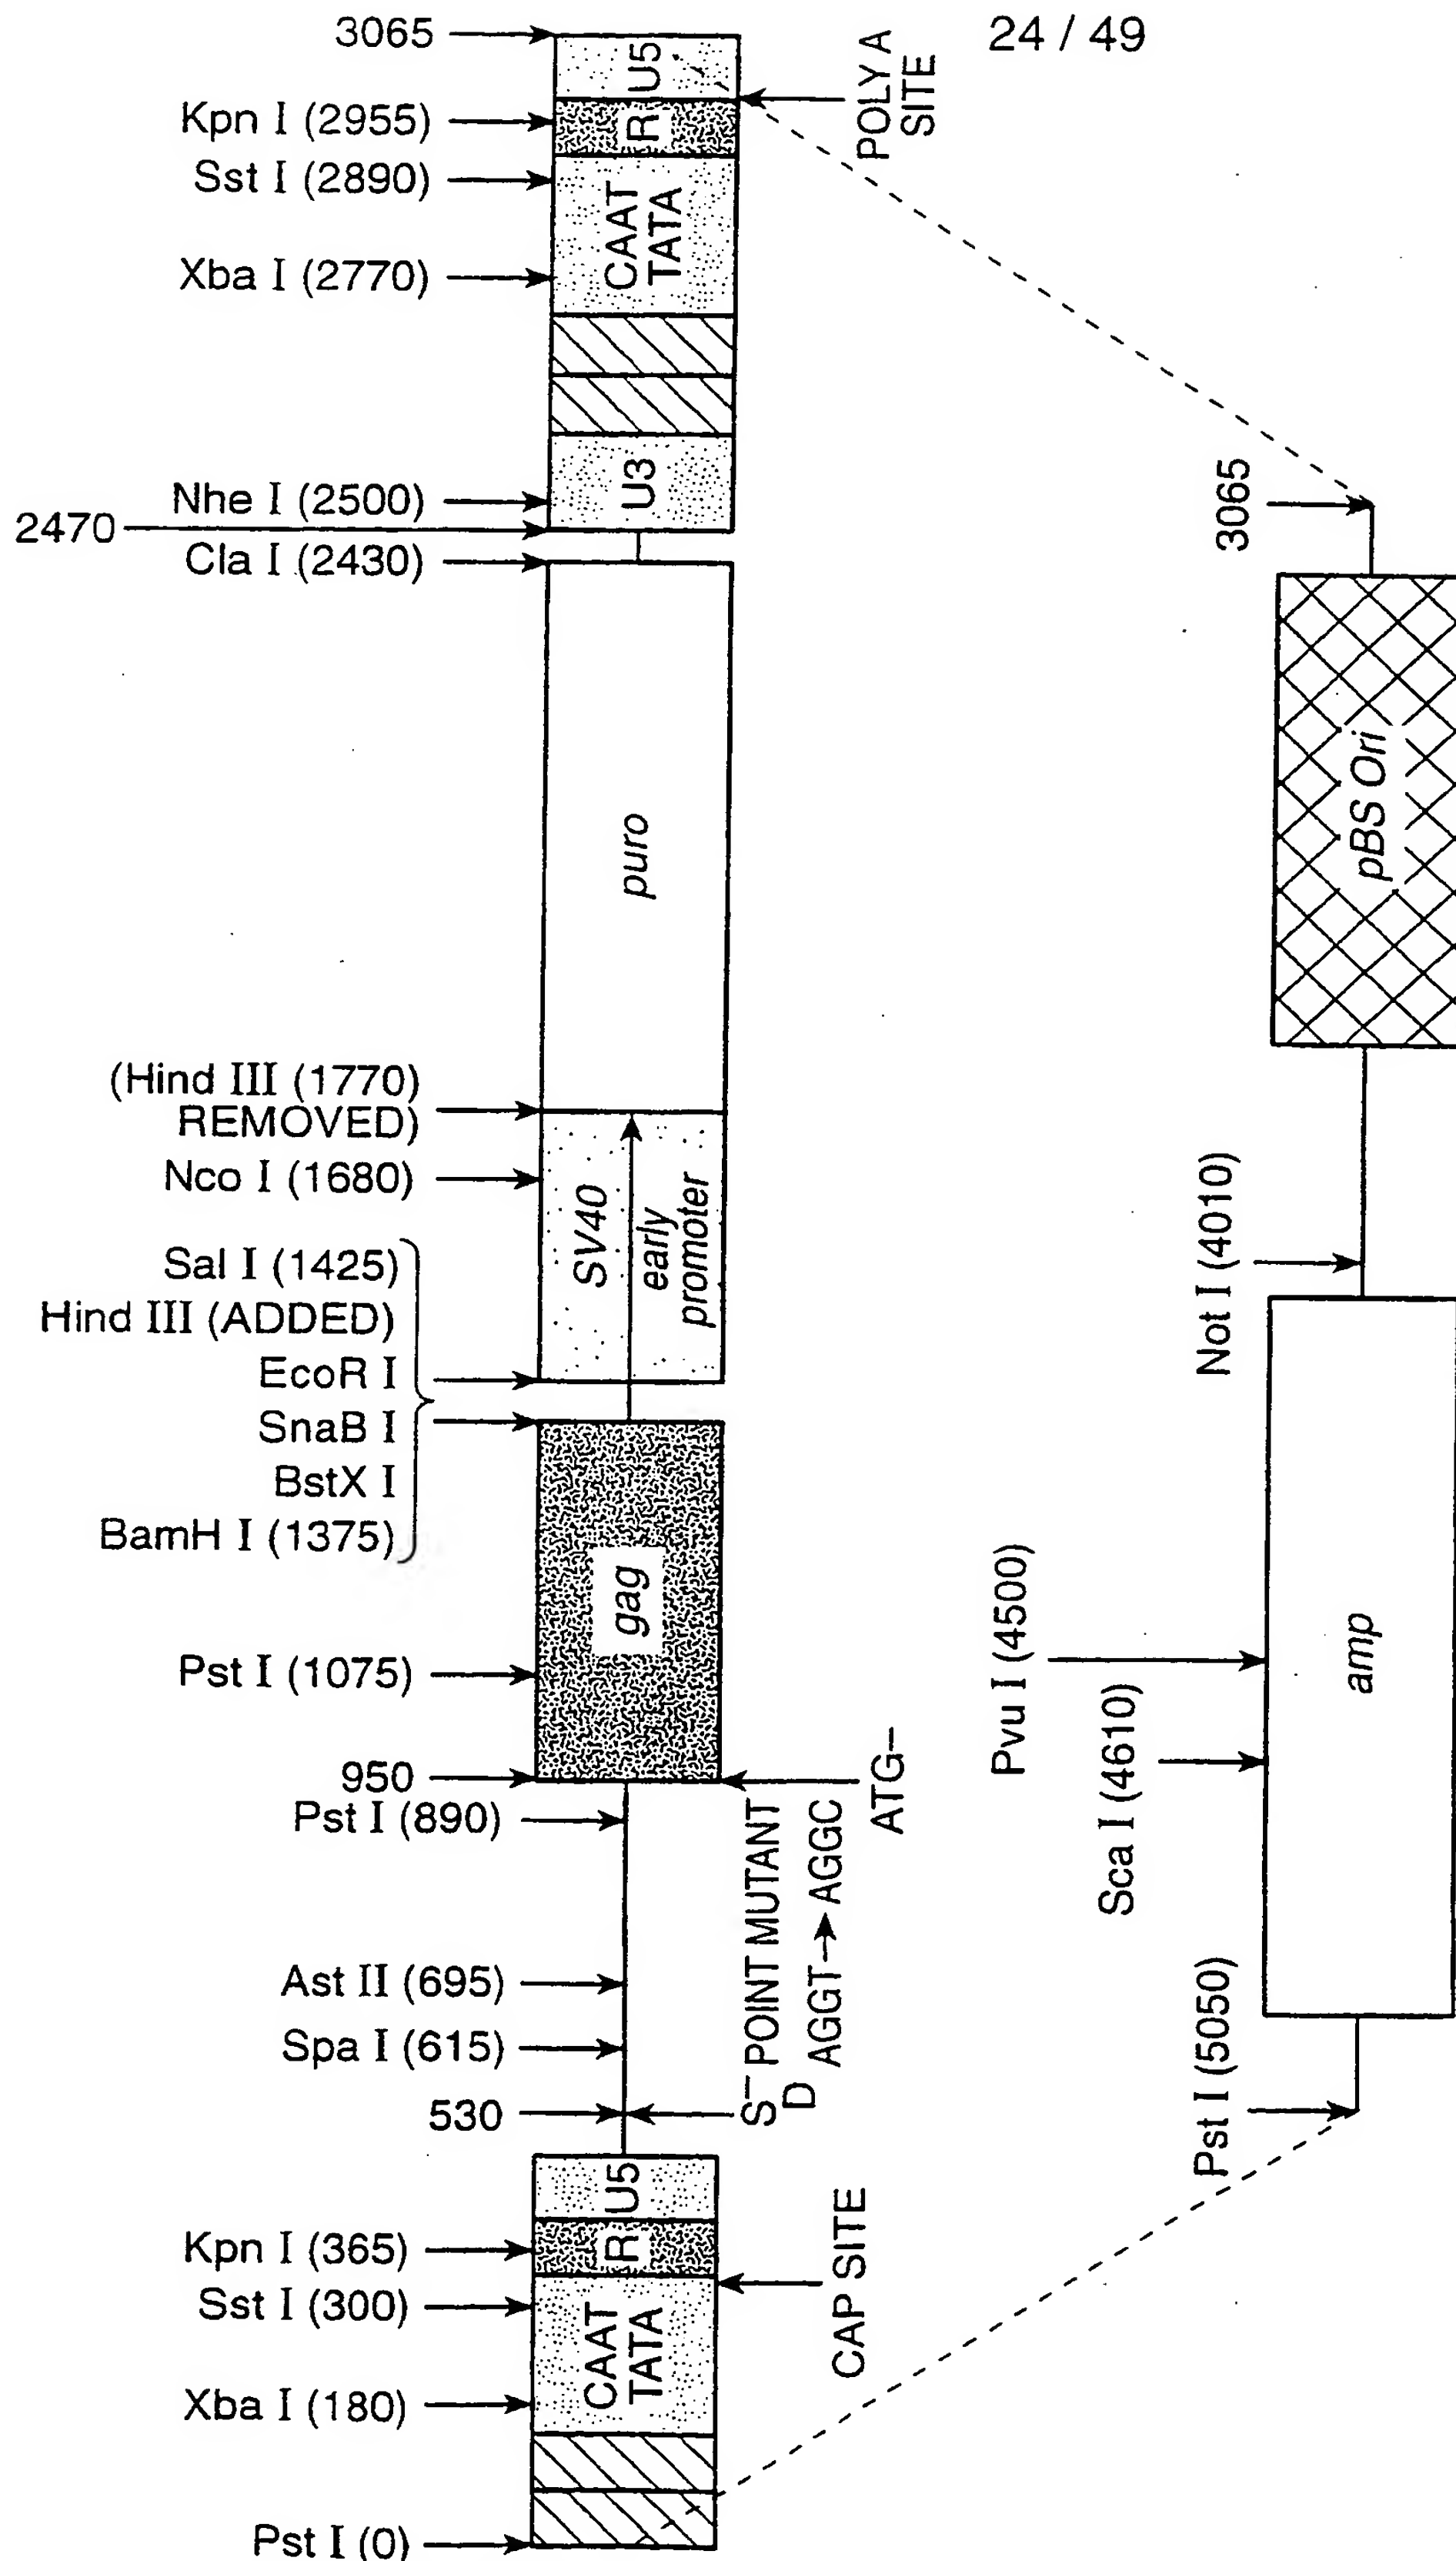 24 / 49
3065
Kpn I (2955)
Sst I (2890)
Xba I (2770)
Nhe I (2500)
2470
Cla I (2430)
(Hind III (1770)
REMOVED)
Nco I (1680)
Sal I (1425)
Hind III (ADDED)
EcoR I
SnaB I
BstX I
BamH I (1375)
Pst I (1075)
950
Pst I (890)
Ast II (695)
Spa I (615)
530
Kpn I (365)
Sst I (300)
Xba I (180)
Pst I (0)
U5
R
CAAT
TATA
U3
puro
SV40
early
promoter
gag
U5
R
CAAT
TATA
POLY A
SITE
ATG–
S– POINT MUTANT
D AGGT→AGGC
CAP SITE
3065
pBS Ori
Not I (4010)
Pvu I (4500)
Sca I (4610)
amp
Pst I (5050)